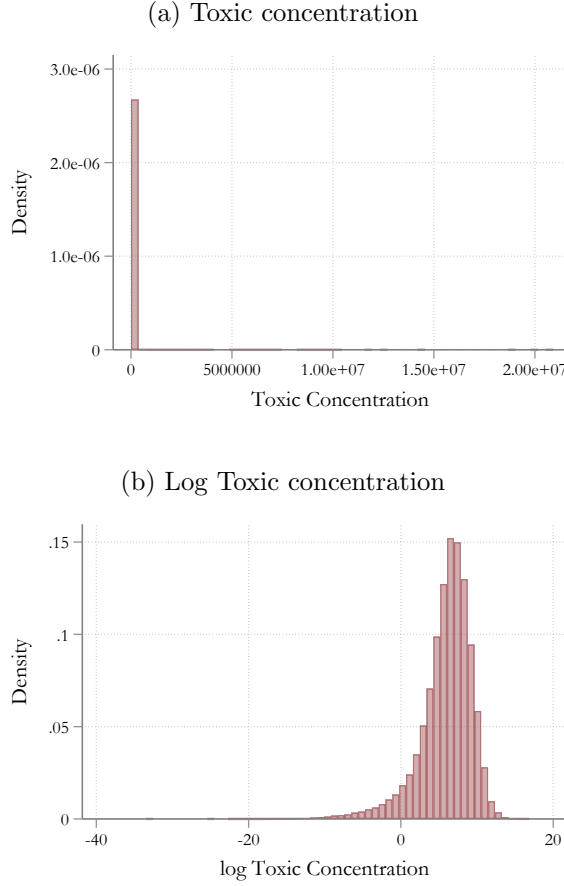 (a) Toxic concentration
3.0e-06
2.0e-06
1.0e-06
0
Density
0 5000000 1.00e+07 1.50e+07 2.00e+07
Toxic Concentration
(b) Log Toxic concentration
.15
.1
.05
0
Density
-40 -20 0 20
log Toxic Concentration